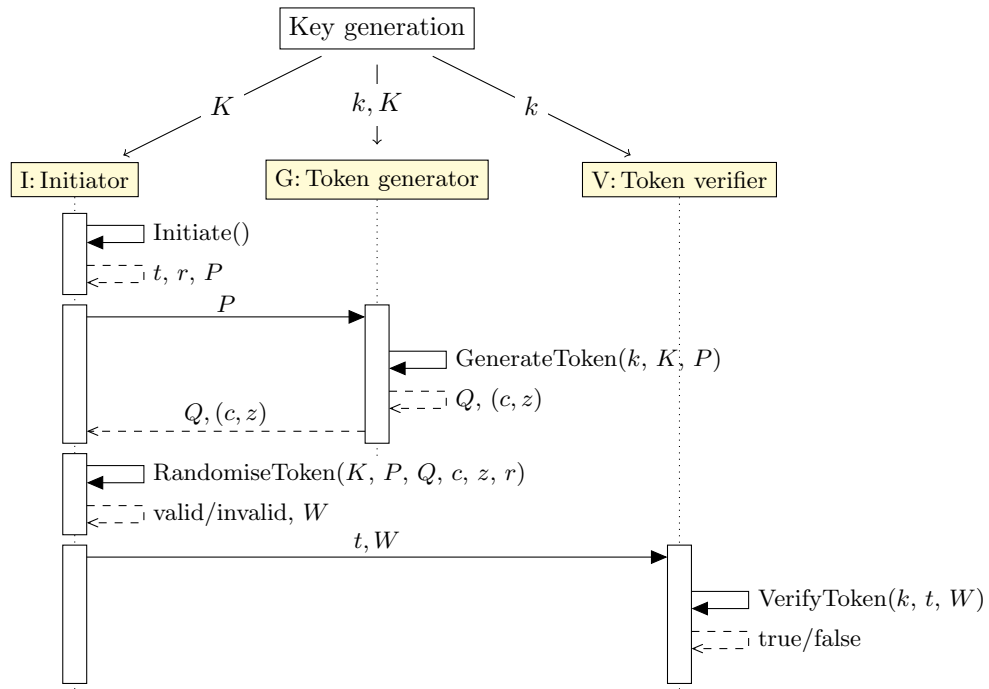 Key generation
K
k, K
k
I: Initiator
G: Token generator
V: Token verifier
Initiate()
t, r, P
P
GenerateToken(k, K, P)
Q, (c, z)
Q, (c, z)
RandomiseToken(K, P, Q, c, z, r)
valid/invalid, W
t, W
VerifyToken(k, t, W)
true/false